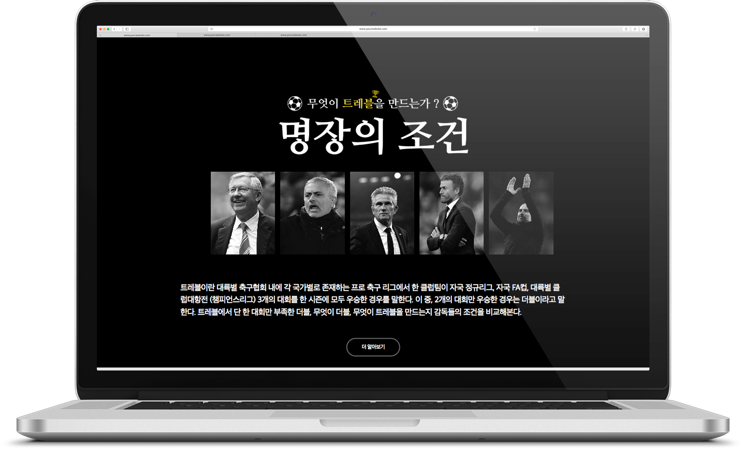 무엇이 트레블을 만드는가 ?
명장의 조건
트레블이란 대륙별 축구협회 내에 각 국가별로 존재하는 프로 축구 리그에서 한 클럽팀이 자국 정규리그, 자국 FA컵, 대륙별 클
럽대항전 (챔피언스리그) 3개의 대회를 한 시즌에 모두 우승한 경우를 말한다. 이 중, 2개의 대회만 우승한 경우는 더블이라고 말
한다. 트레블에서 단 한 대회만 부족한 더블, 무엇이 더블, 무엇이 트레블을 만드는지 감독들의 조건을 비교해본다.
더 알아보기